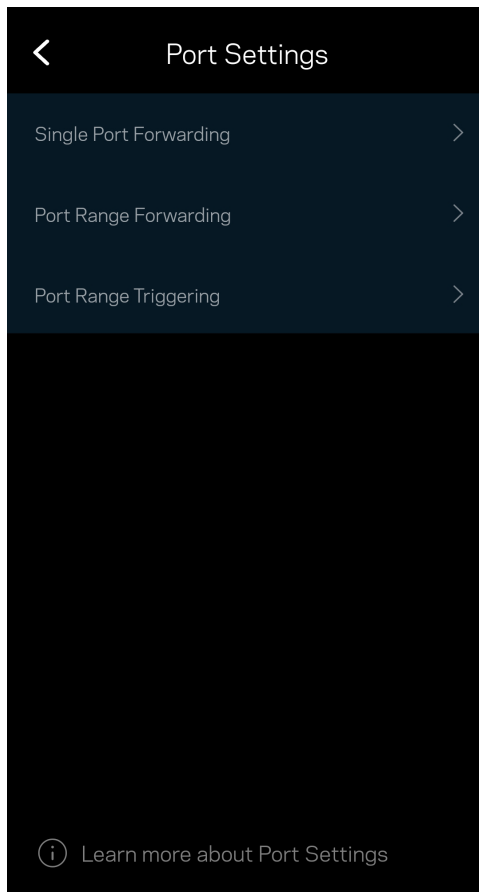 Port Settings
Single Port Forwarding
Port Range Forwarding
Port Range Triggering
Learn more about Port Settings